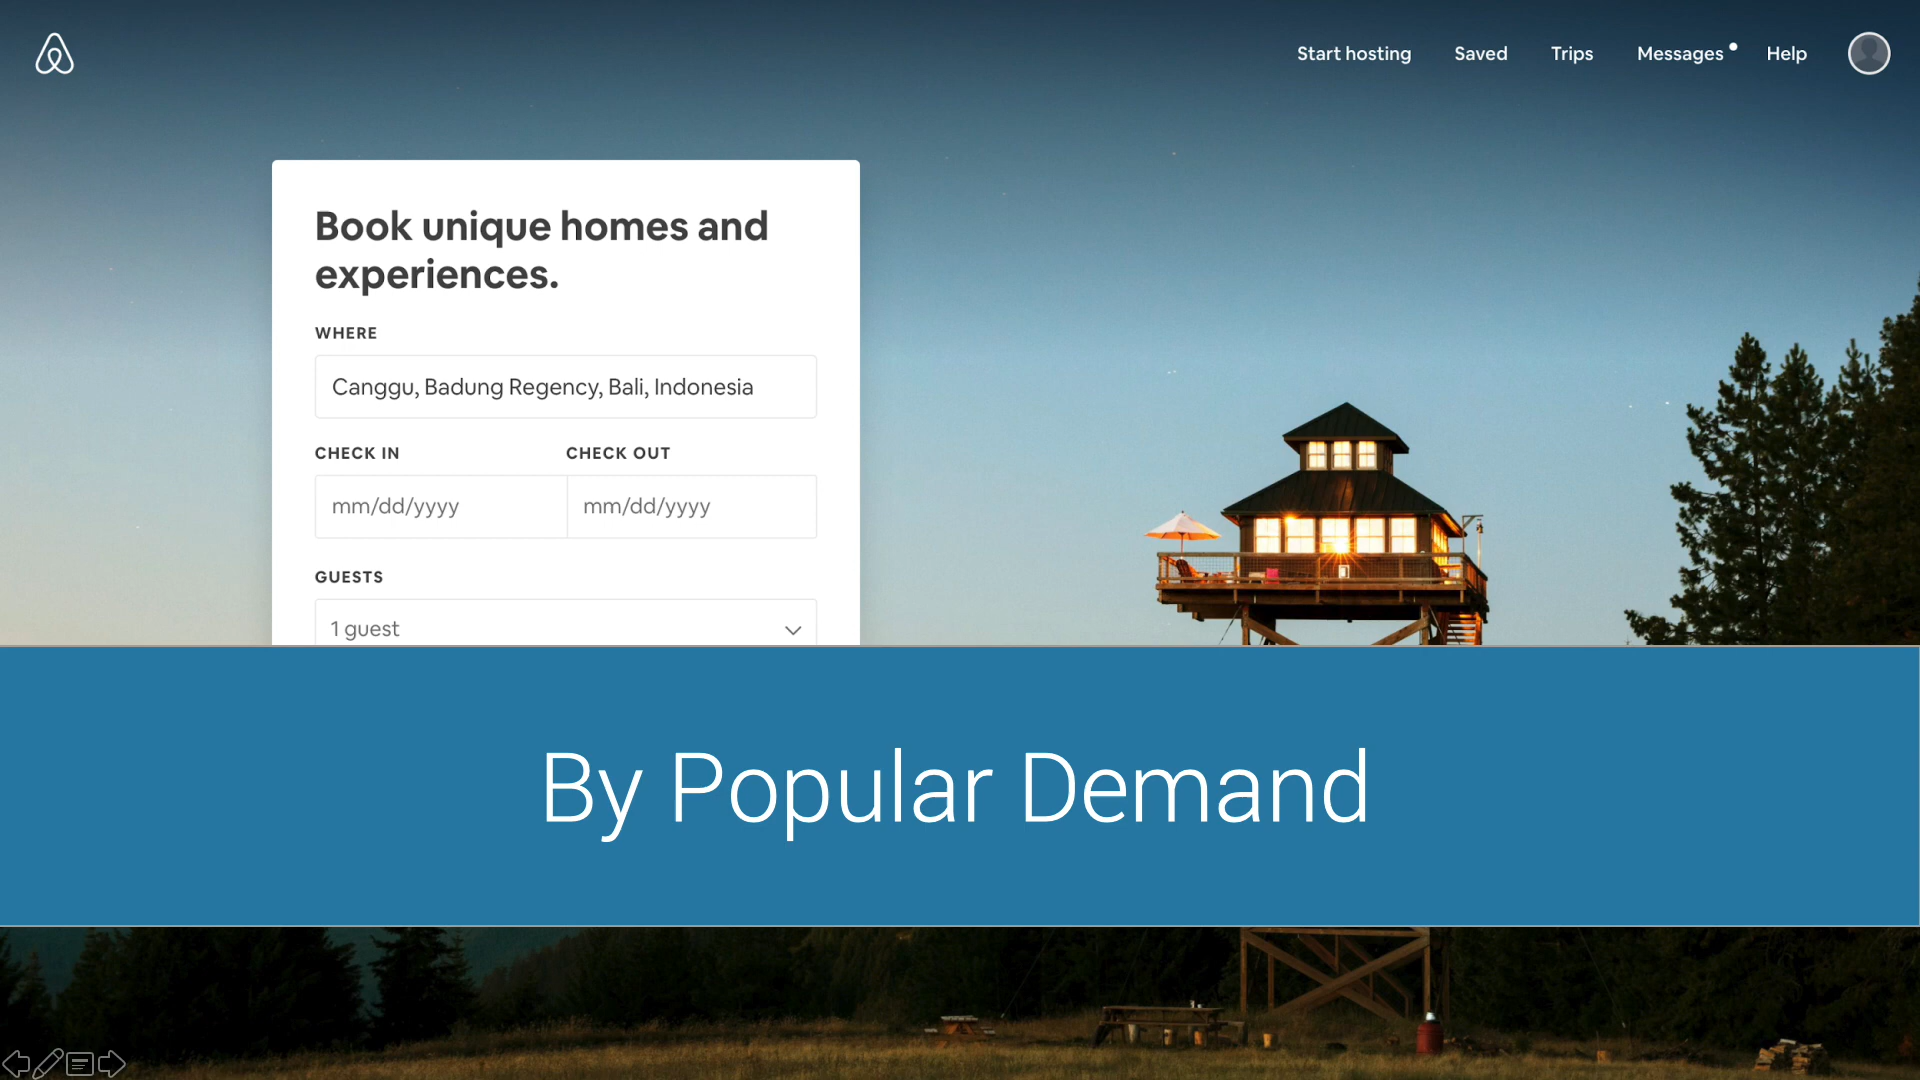 Start hosting Saved Trips Messages Help
Book unique homes and
experiences.
WHERE
Canggu, Badung Regency, Bali, Indonesia
CHECK IN CHECK OUT
mm/dd/yyyy mm/dd/yyyy
GUESTS
1 guest
By Popular Demand